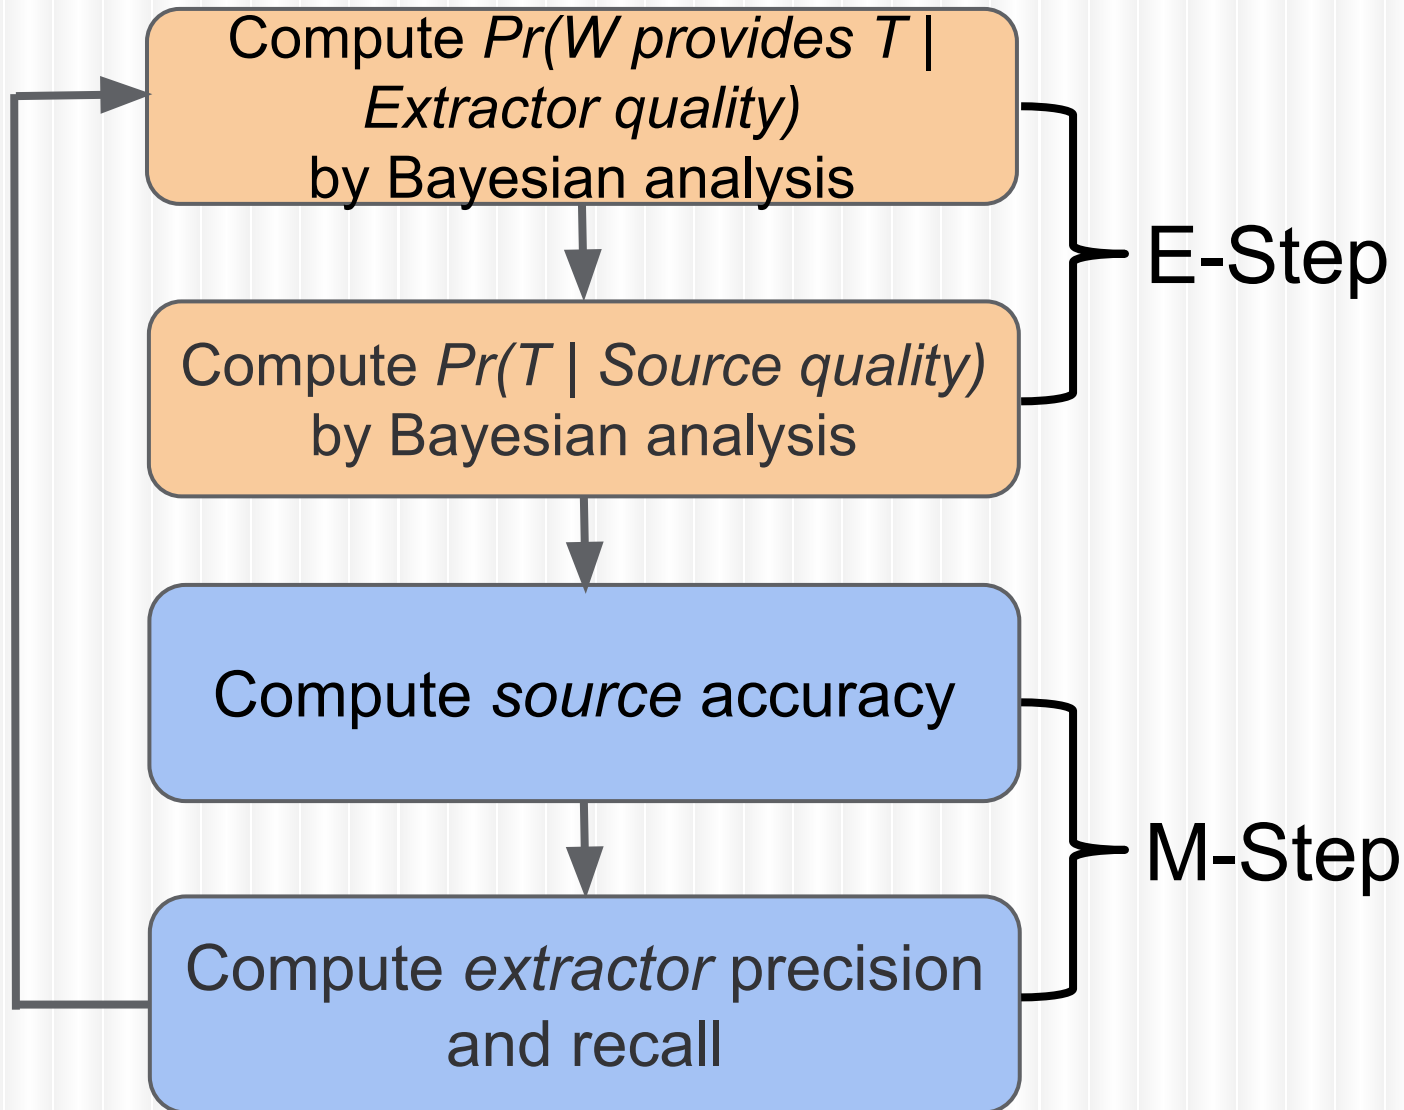 Compute Pr(W provides T |
Extractor quality)
by Bayesian analysis
E-Step
Compute Pr(T | Source quality)
by Bayesian analysis
Compute source accuracy
M-Step
Compute extractor precision
and recall